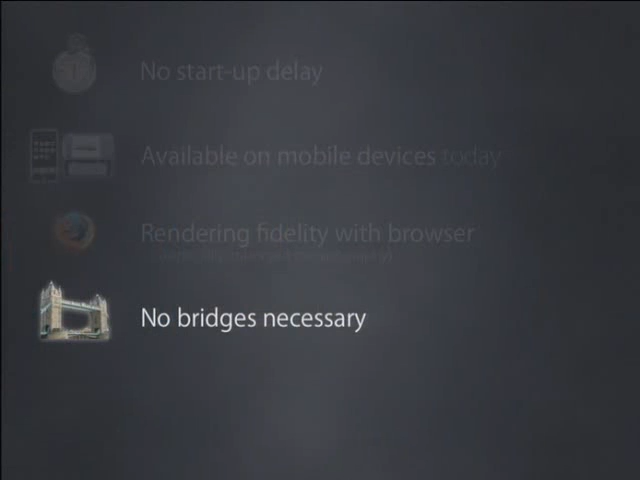 No start-up delay
Available on mobile devices today
Rendering fidelity with browser
No bridges necessary